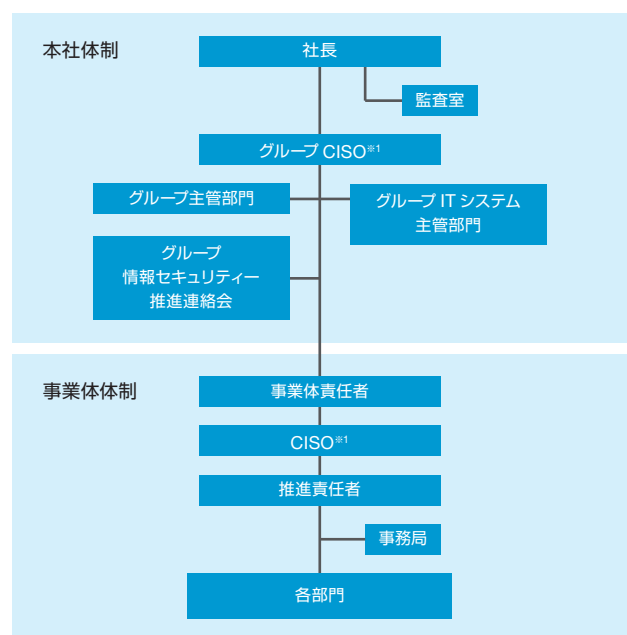 本社体制
社長
監査室
グループ CISO※1
グループ主管部門
グループ IT システム
主管部門
グループ
情報セキュリティー
推進連絡会
事業体体制
事業体責任者
CISO※1
推進責任者
事務局
各部門